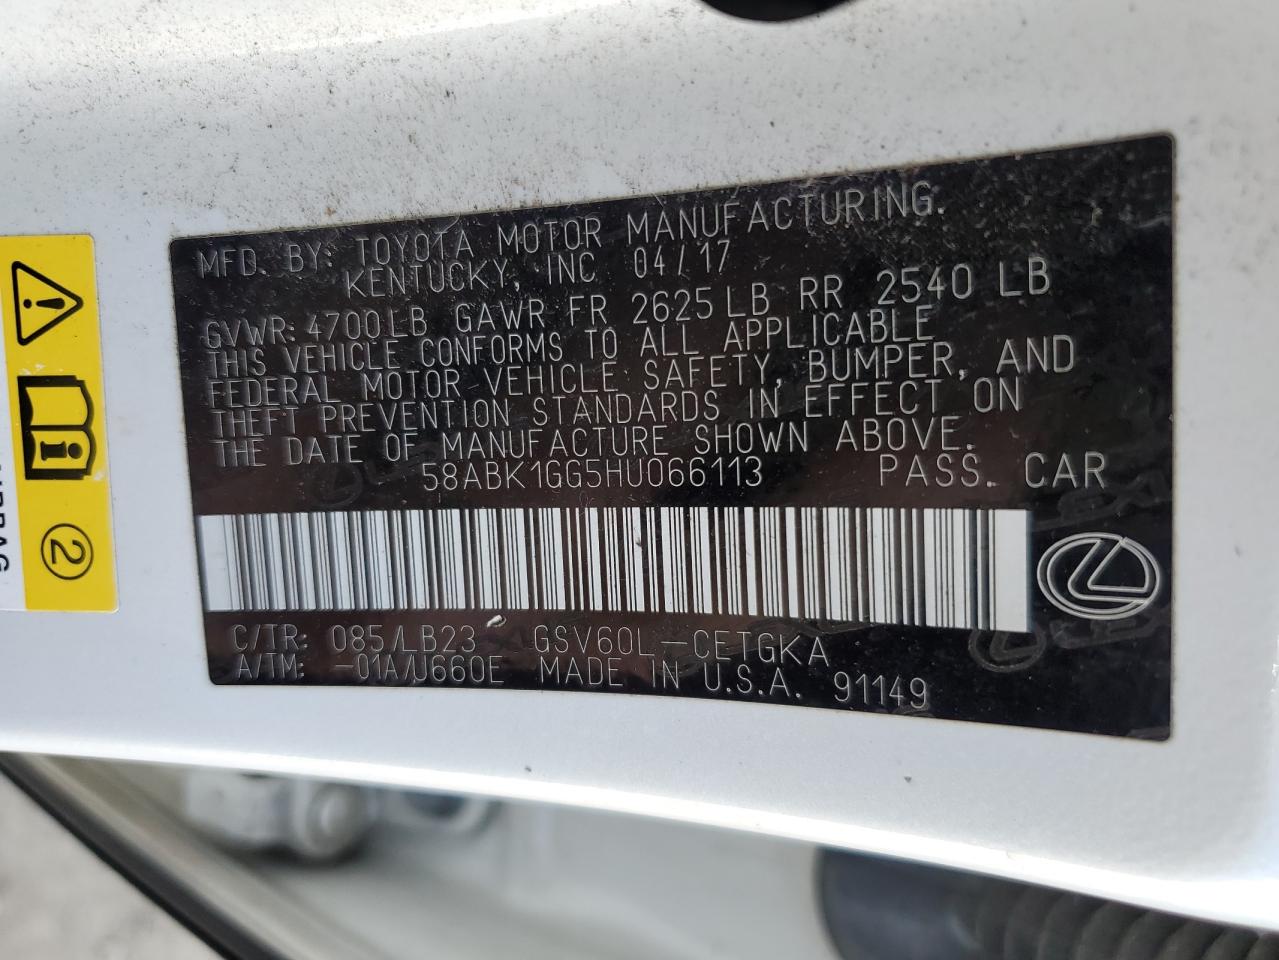 MFD. BY: TOYOTA MOTOR MANUFACTURING.
KENTUCKY, INC 04/17
GVWR: 4700LB GAWR FR 2625LB RR 2540 LB
THIS VEHICLE CONFORMS TO ALL APPLICABLE
FEDERAL MOTOR VEHICLE SAFETY, BUMPER, AND
THEFT PREVENTION STANDARDS IN EFFECT ON
THE DATE OF MANUFACTURE SHOWN ABOVE.
58ABK1GG5HU066113 PASS. CAR
C/TR: 085/LB23 GSV60L-CETGKA
A/TM: -01A/U660E MADE IN U.S.A. 91149
2